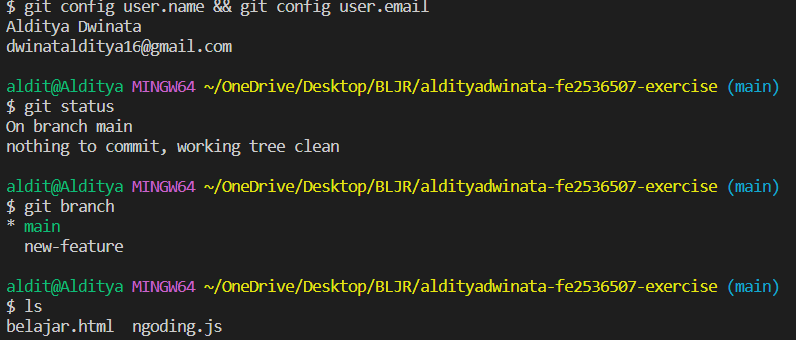 $ git config user.name && git config user.email
Alditya Dwinata
dwinatalditya16@gmail.com
aldit@Alditya MINGW64 ~/OneDrive/Desktop/BLJR/aldityadwinata-fe2536507-exercise (main)
$ git status
On branch main
nothing to commit, working tree clean
aldit@Alditya MINGW64 ~/OneDrive/Desktop/BLJR/aldityadwinata-fe2536507-exercise (main)
$ git branch
* main
  new-feature
aldit@Alditya MINGW64 ~/OneDrive/Desktop/BLJR/aldityadwinata-fe2536507-exercise (main)
$ ls
belajar.html  ngoding.js